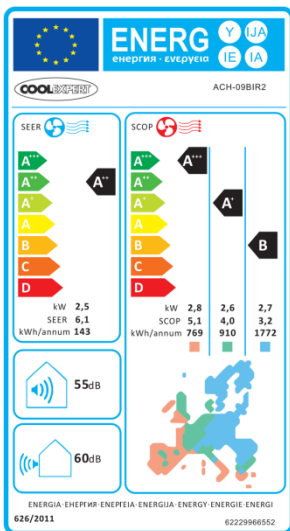 ENERG
енергия · ενεργεια
Y IJA
IE IA
COOLEXPERT
ACH-09BIR2
SEER
SCOP
A+++
A++
A+
A
B
C
D
A++
A+++
A++
A+
A
B
C
D
A+++
A+
B
kW 2,5
SEER 6,1
kWh/annum 143
kW 2,8 2,6 2,7
SCOP 5,1 4,0 3,2
kWh/annum 769 910 1772
55dB
60dB
ENERGIA·ЕНЕРГИЯ·ΕΝΕΡΓΕΙΑ·ENERGIJA·ENERGY·ENERGIE·ENERGI
626/2011
62229966552